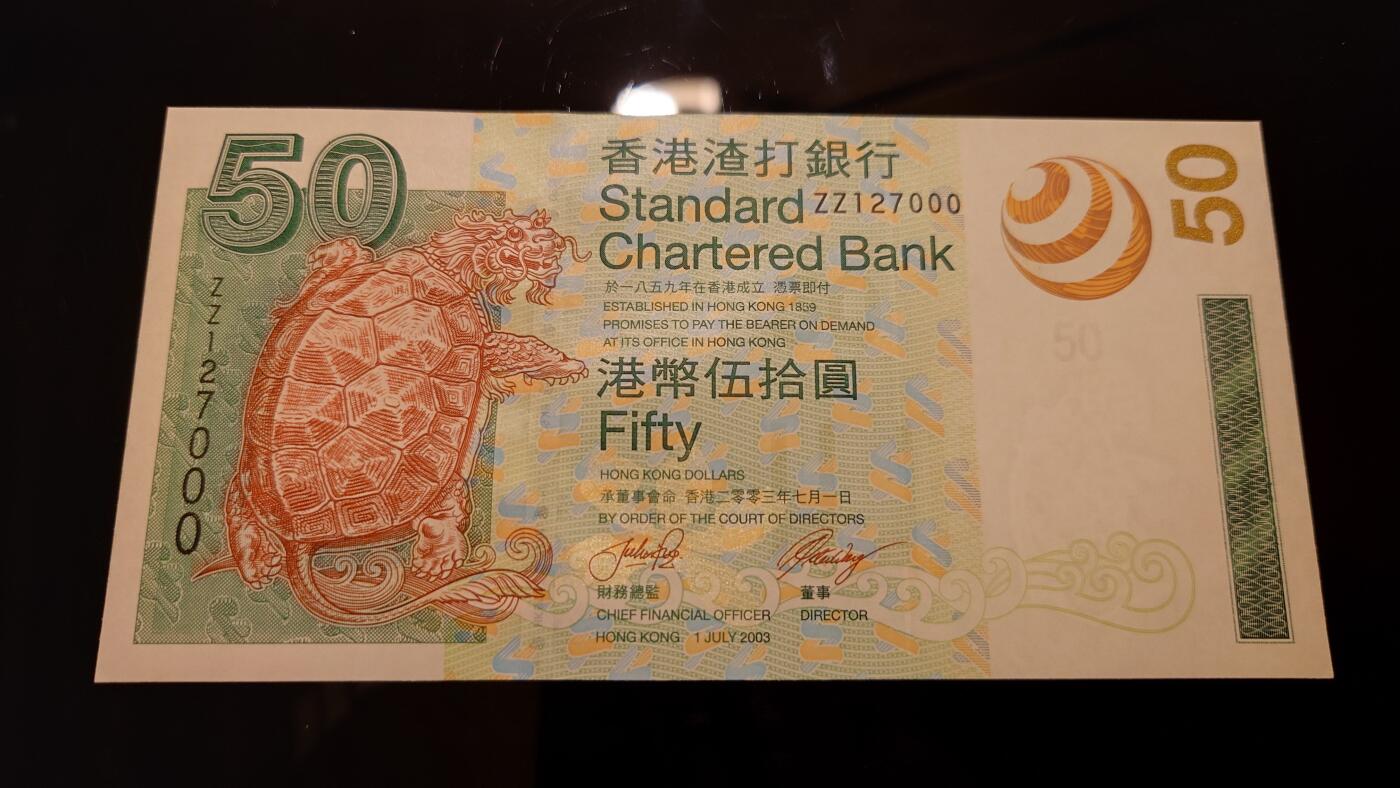 50
香港渣打銀行
Standard
ZZ127000
Chartered Bank
於一八五九年在香港成立 憑票即付
ESTABLISHED IN HONG KONG 1859
PROMISES TO PAY THE BEARER ON DEMAND
AT ITS OFFICE IN HONG KONG
港幣伍拾圓
Fifty
HONG KONG DOLLARS
承董事會命 香港二零零三年七月一日
BY ORDER OF THE COURT OF DIRECTORS
財務總監 董事
CHIEF FINANCIAL OFFICER DIRECTOR
HONG KONG 1 JULY 2003
ZZ127000
50
50